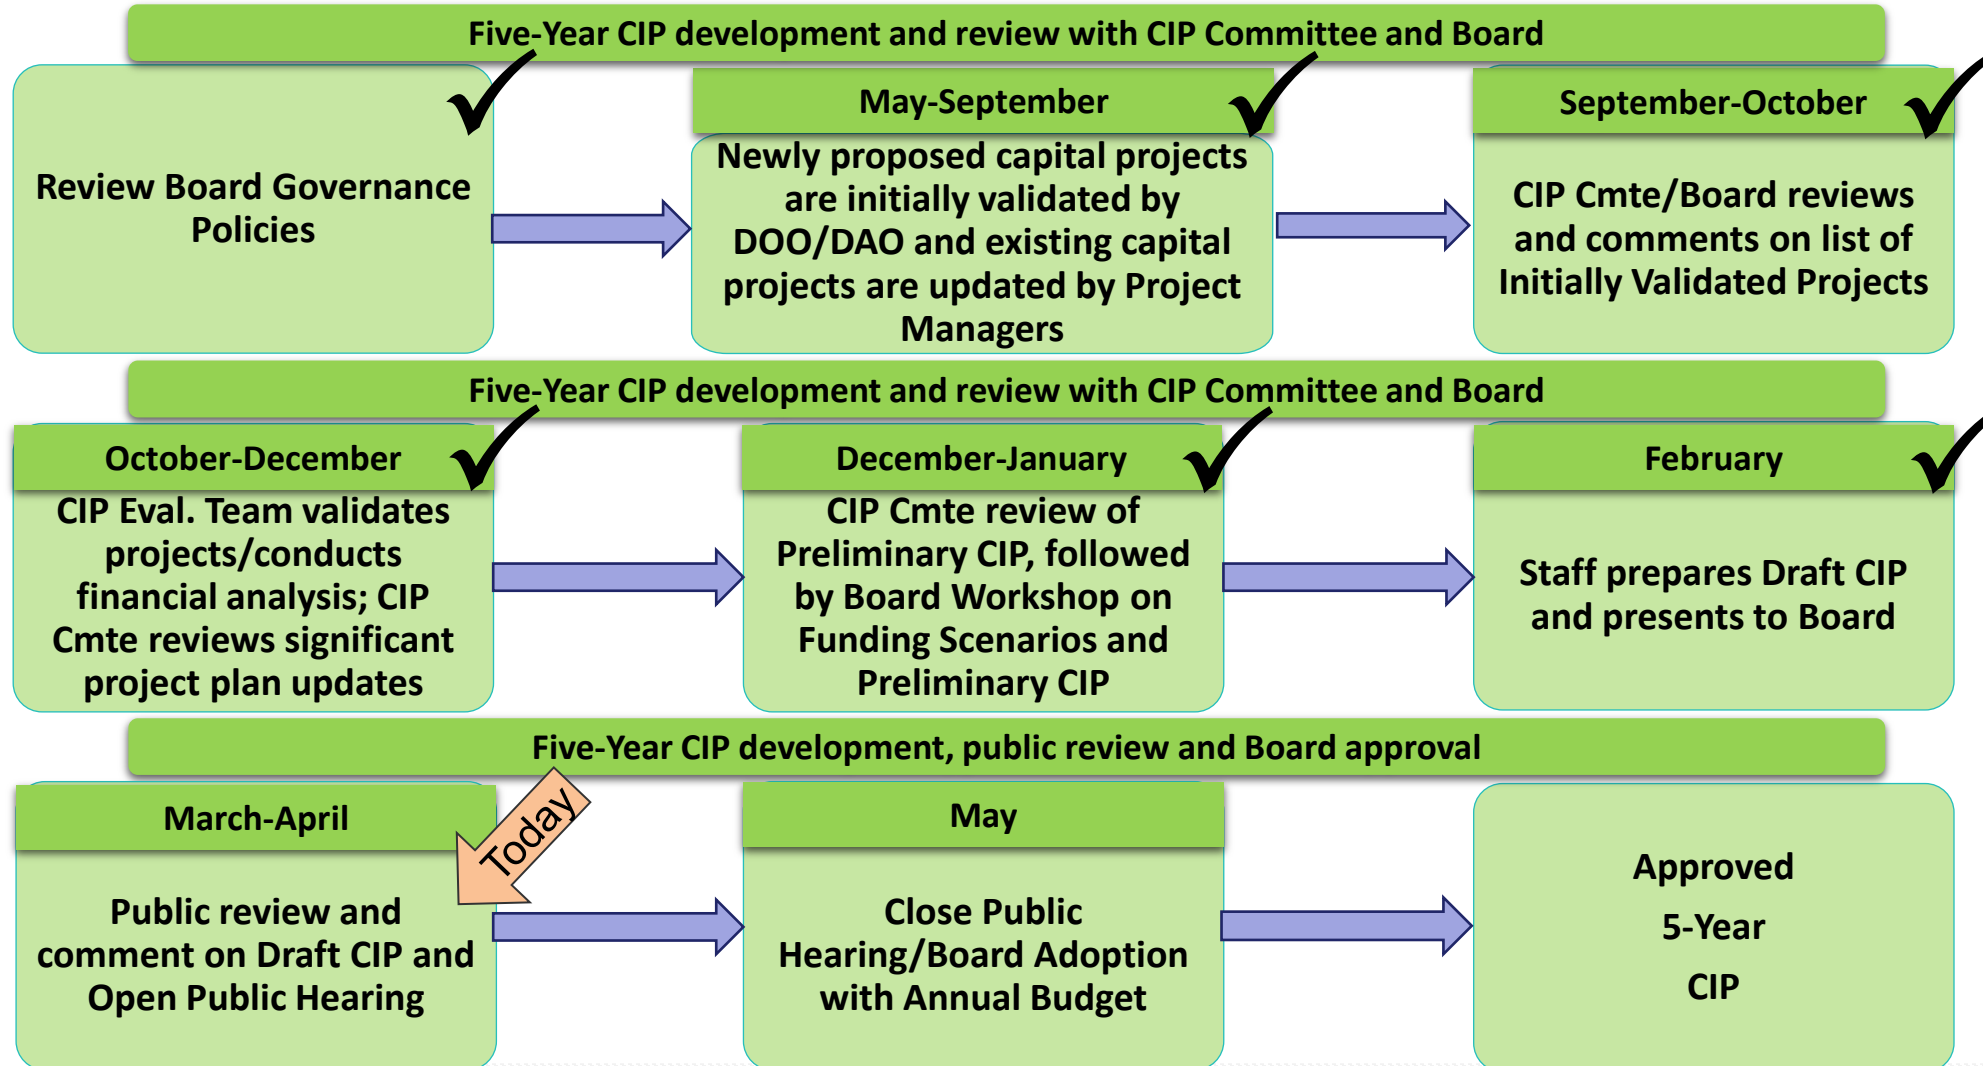 Five-Year CIP development and review with CIP Committee and Board
Review Board Governance
Policies
May-September
Newly proposed capital projects
are initially validated by
DOO/DAO and existing capital
projects are updated by Project
Managers
September-October
CIP Cmte/Board reviews
and comments on list of
Initially Validated Projects
Five-Year CIP development and review with CIP Committee and Board
October-December
CIP Eval. Team validates
projects/conducts
financial analysis; CIP
Cmte reviews significant
project plan updates
December-January
CIP Cmte review of
Preliminary CIP, followed
by Board Workshop on
Funding Scenarios and
Preliminary CIP
February
Staff prepares Draft CIP
and presents to Board
Five-Year CIP development, public review and Board approval
March-April
Today
Public review and
comment on Draft CIP and
Open Public Hearing
May
Close Public
Hearing/Board Adoption
with Annual Budget
Approved
5-Year
CIP